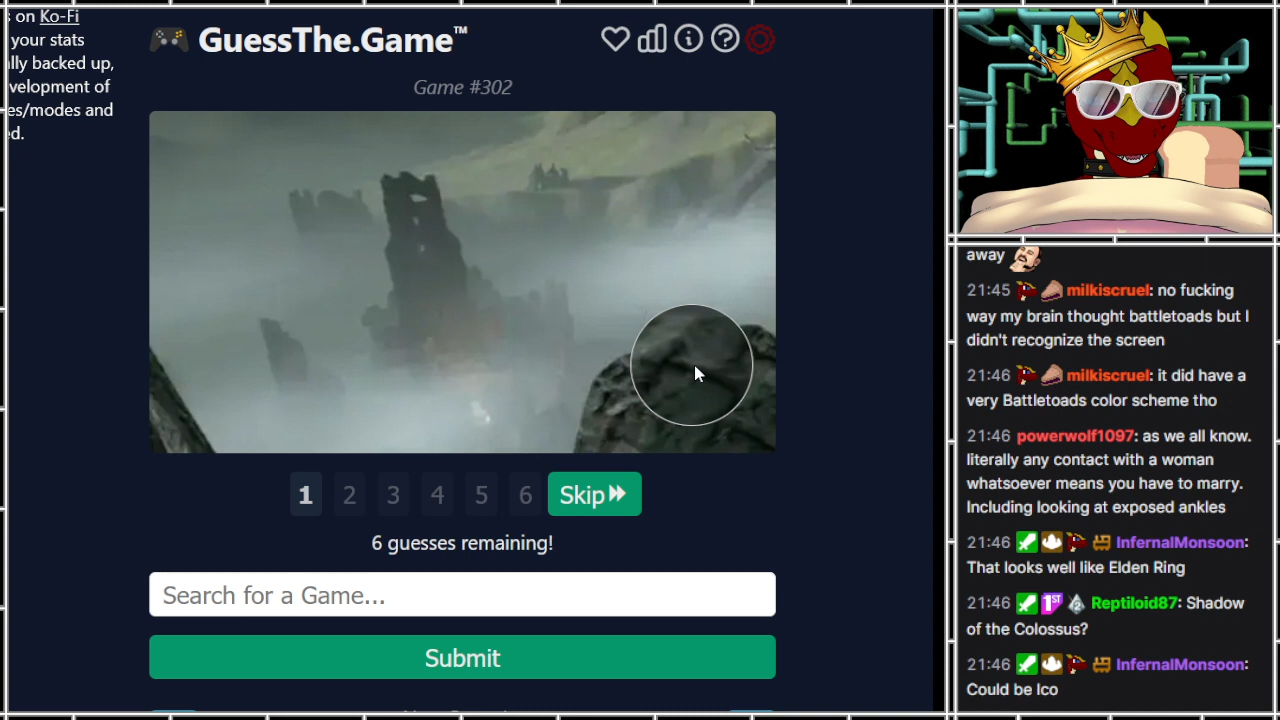 s on Ko-Fi
your stats
lly backed up,
velopment of
es/modes and
ed.
GuessThe.Game™
Game #302
1 2 3 4 5 6 Skip
6 guesses remaining!
Search for a Game...
Submit
away
21:45 milkiscruel: no fucking
way my brain thought battletoads but I
didn't recognize the screen
21:46 milkiscruel: it did have a
very Battletoads color scheme tho
21:46 powerwolf1097: as we all know.
literally any contact with a woman
whatsoever means you have to marry.
Including looking at exposed ankles
21:46 InfernalMonsoon:
That looks well like Elden Ring
21:46 1ST 2 Reptiloid87: Shadow
of the Colossus?
21:46 InfernalMonsoon:
Could be Ico